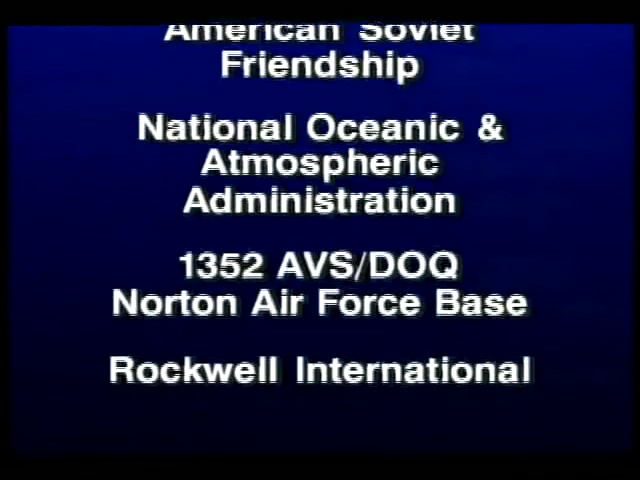 American Soviet
Friendship
National Oceanic &
Atmospheric
Administration
1352 AVS/DOQ
Norton Air Force Base
Rockwell International